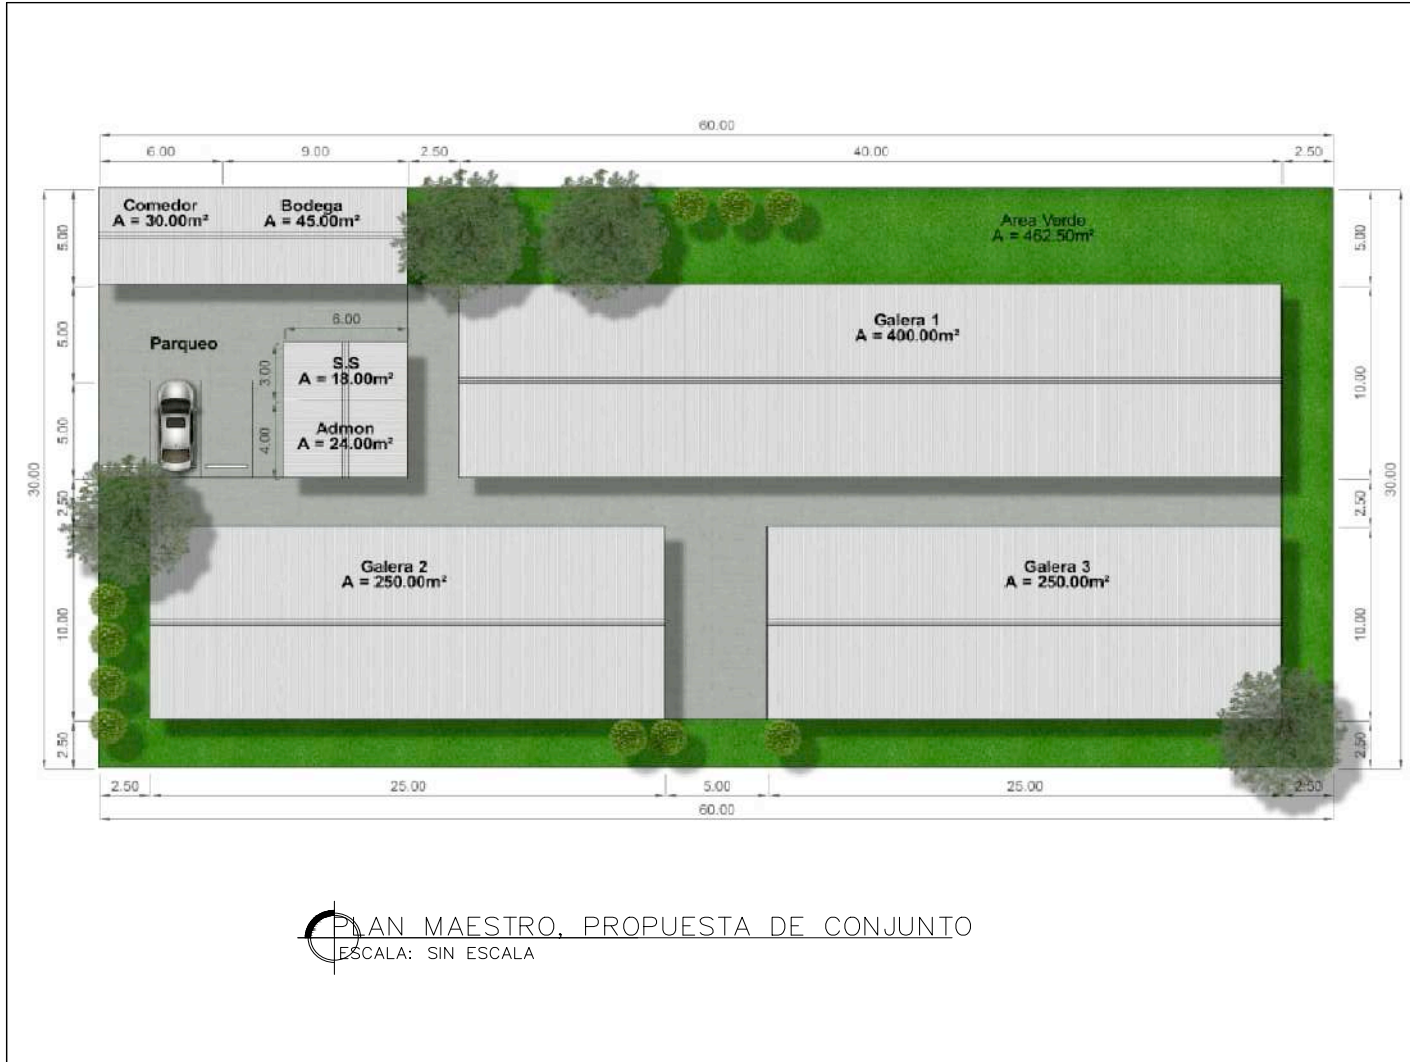 60.00
6.00 9.00 2.50 40.00 2.50
Comedor
A = 30.00m²
Bodega
A = 45.00m²
Area Verde
A = 462.50m²
5.00
5.00
5.00
2.50
10.00
2.50
30.00
6.00
3.00
4.00
Parqueo
S.S
A = 18.00m²
Admon
A = 24.00m²
Galera 1
A = 400.00m²
Galera 2
A = 250.00m²
Galera 3
A = 250.00m²
5.00
10.00
2.50
10.00
2.50
30.00
2.50 25.00 5.00 25.00 2.50
60.00
PLAN MAESTRO, PROPUESTA DE CONJUNTO
ESCALA: SIN ESCALA